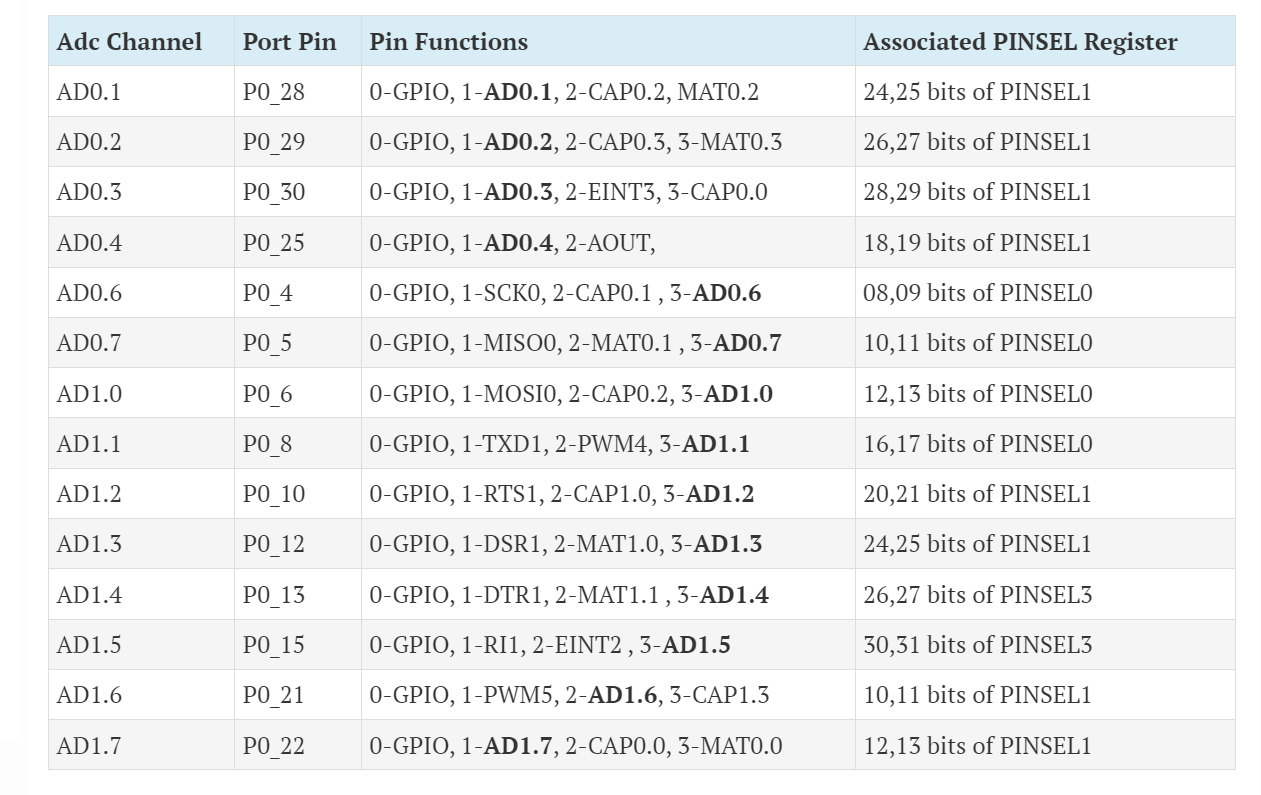 Adc Channel Port Pin Pin Functions Associated PINSEL Register
AD0.1 P0_28 0-GPIO, 1-AD0.1, 2-CAP0.2, MAT0.2 24,25 bits of PINSEL1
AD0.2 P0_29 0-GPIO, 1-AD0.2, 2-CAP0.3, 3-MAT0.3 26,27 bits of PINSEL1
AD0.3 P0_30 0-GPIO, 1-AD0.3, 2-EINT3, 3-CAP0.0 28,29 bits of PINSEL1
AD0.4 P0_25 0-GPIO, 1-AD0.4, 2-AOUT, 18,19 bits of PINSEL1
AD0.6 P0_4 0-GPIO, 1-SCK0, 2-CAP0.1 , 3-AD0.6 08,09 bits of PINSEL0
AD0.7 P0_5 0-GPIO, 1-MISO0, 2-MAT0.1 , 3-AD0.7 10,11 bits of PINSEL0
AD1.0 P0_6 0-GPIO, 1-MOSI0, 2-CAP0.2, 3-AD1.0 12,13 bits of PINSEL0
AD1.1 P0_8 0-GPIO, 1-TXD1, 2-PWM4, 3-AD1.1 16,17 bits of PINSEL0
AD1.2 P0_10 0-GPIO, 1-RTS1, 2-CAP1.0, 3-AD1.2 20,21 bits of PINSEL1
AD1.3 P0_12 0-GPIO, 1-DSR1, 2-MAT1.0, 3-AD1.3 24,25 bits of PINSEL1
AD1.4 P0_13 0-GPIO, 1-DTR1, 2-MAT1.1 , 3-AD1.4 26,27 bits of PINSEL3
AD1.5 P0_15 0-GPIO, 1-RI1, 2-EINT2 , 3-AD1.5 30,31 bits of PINSEL3
AD1.6 P0_21 0-GPIO, 1-PWM5, 2-AD1.6, 3-CAP1.3 10,11 bits of PINSEL1
AD1.7 P0_22 0-GPIO, 1-AD1.7, 2-CAP0.0, 3-MAT0.0 12,13 bits of PINSEL1